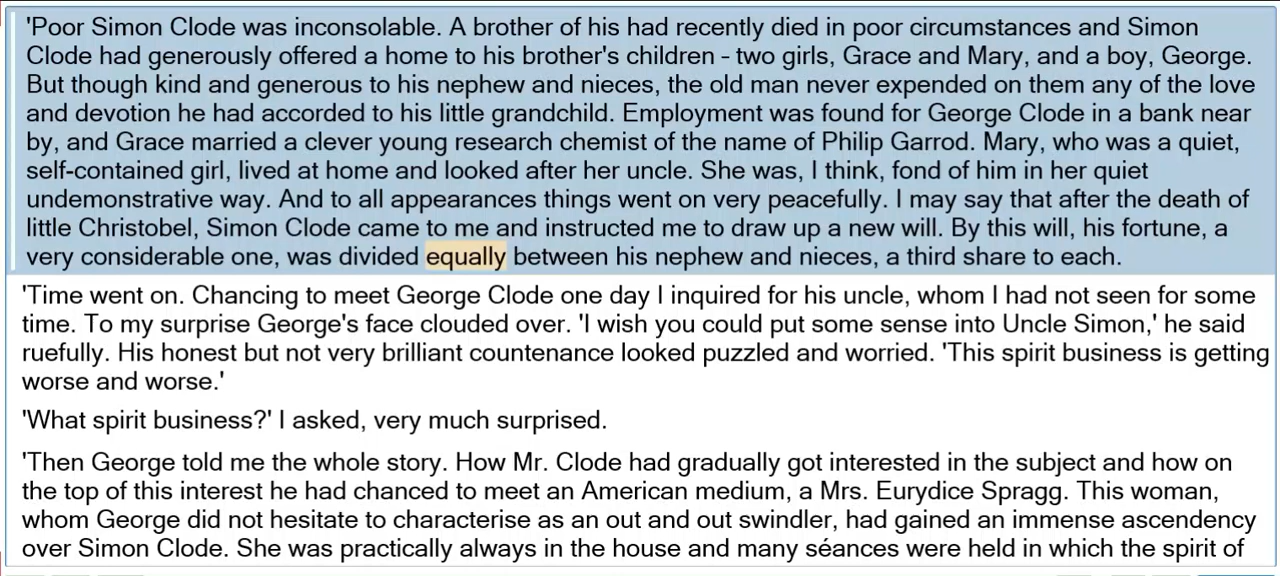 'Poor Simon Clode was inconsolable. A brother of his had recently died in poor circumstances and Simon
Clode had generously offered a home to his brother's children - two girls, Grace and Mary, and a boy, George.
But though kind and generous to his nephew and nieces, the old man never expended on them any of the love
and devotion he had accorded to his little grandchild. Employment was found for George Clode in a bank near
by, and Grace married a clever young research chemist of the name of Philip Garrod. Mary, who was a quiet,
self-contained girl, lived at home and looked after her uncle. She was, I think, fond of him in her quiet
undemonstrative way. And to all appearances things went on very peacefully. I may say that after the death of
little Christobel, Simon Clode came to me and instructed me to draw up a new will. By this will, his fortune, a
very considerable one, was divided equally between his nephew and nieces, a third share to each.
'Time went on. Chancing to meet George Clode one day I inquired for his uncle, whom I had not seen for some
time. To my surprise George's face clouded over. 'I wish you could put some sense into Uncle Simon,' he said
ruefully. His honest but not very brilliant countenance looked puzzled and worried. 'This spirit business is getting
worse and worse.'
'What spirit business?' I asked, very much surprised.
'Then George told me the whole story. How Mr. Clode had gradually got interested in the subject and how on
the top of this interest he had chanced to meet an American medium, a Mrs. Eurydice Spragg. This woman,
whom George did not hesitate to characterise as an out and out swindler, had gained an immense ascendency
over Simon Clode. She was practically always in the house and many séances were held in which the spirit of